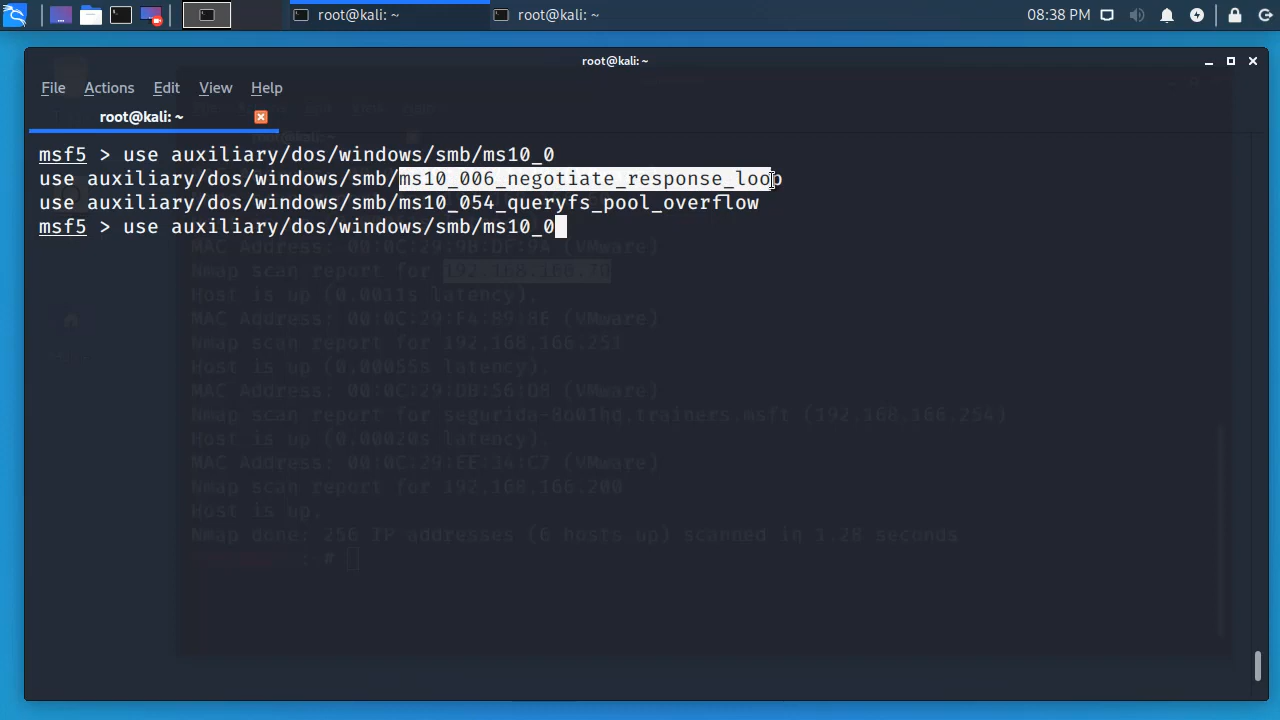 root@kali: ~
root@kali: ~
08:38 PM
root@kali: ~
File Actions Edit View Help
root@kali: ~
msf5 > use auxiliary/dos/windows/smb/ms10_0
use auxiliary/dos/windows/smb/ms10_006_negotiate_response_loop
use auxiliary/dos/windows/smb/ms10_054_queryfs_pool_overflow
msf5 > use auxiliary/dos/windows/smb/ms10_0
MAC Address: 00:0C:29:9B:DF:9A (VMware)
Nmap scan report for 192.168.166.70
Host is up (0.0011s latency).
MAC Address: 00:0C:29:F4:B9:8E (VMware)
Nmap scan report for 192.168.166.251
Host is up (0.00055s latency).
MAC Address: 00:0C:29:DB:56:D8 (VMware)
Nmap scan report for (192.168.166.254)
Host is up (0.00020s latency).
MAC Address: 00:0C:29:EE:34:C7 (VMware)
Nmap scan report for 192.168.166.200
Host is up.
Nmap done: 256 IP addresses (6 hosts up) scanned in 1.28 seconds
: ~#